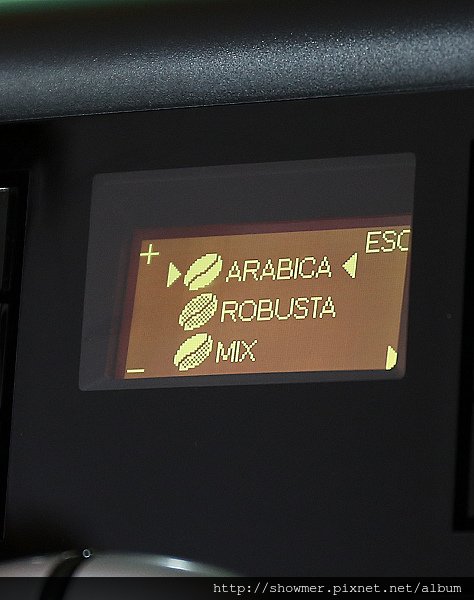 + ESC
ARABICA
ROBUSTA
MIX
−
http://showmer.pixnet.net/album